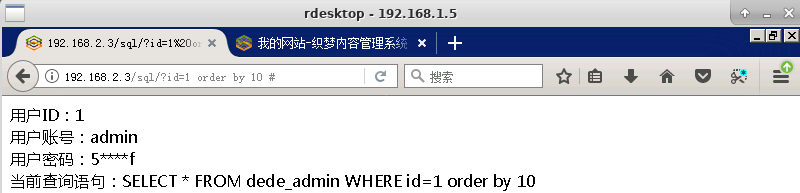 rdesktop - 192.168.1.5
192.168.2.3/sql/?id=1%20or
我的网站-织梦内容管理系统
192.168.2.3/sql/?id=1 order by 10 #
搜索
用户ID：1
用户账号：admin
用户密码：5****f
当前查询语句：SELECT * FROM dede_admin WHERE id=1 order by 10